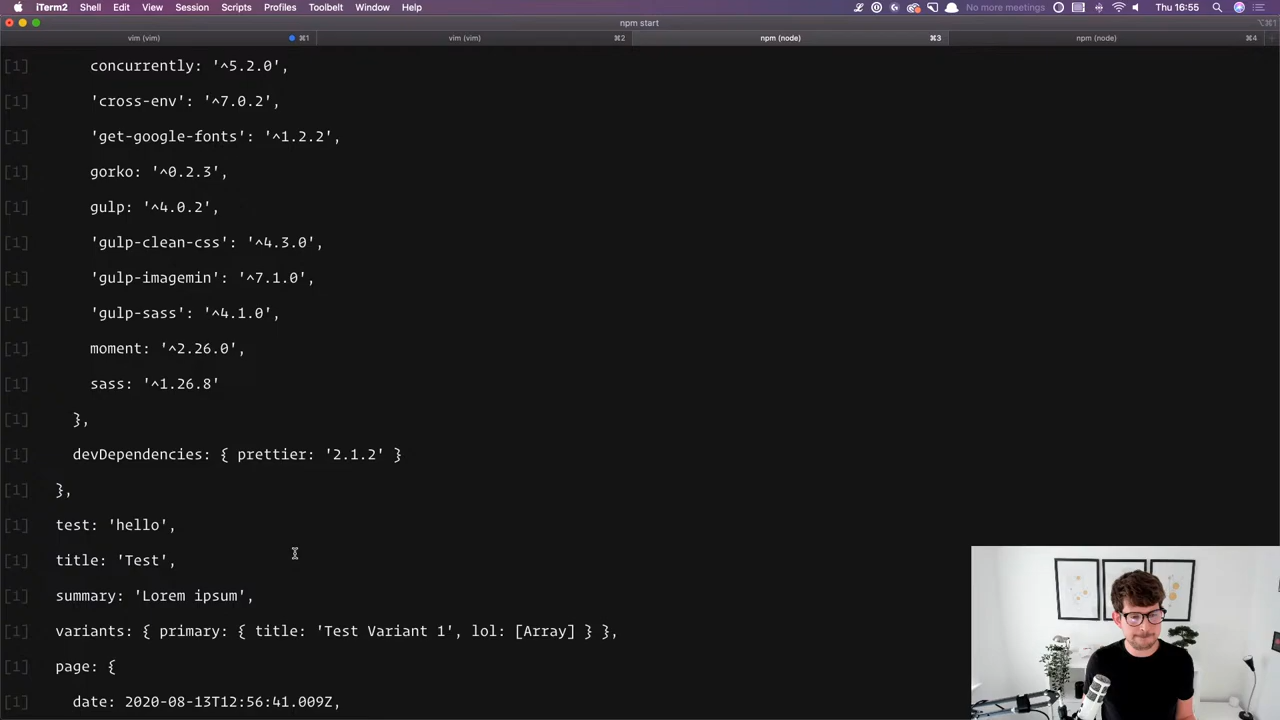 iTerm2 Shell Edit View Session Scripts Profiles Toolbelt Window Help No more meetings Thu 16:55
npm start ⌥⌘1
vim (vim) ⌘1 vim (vim) ⌘2 npm (node) ⌘3 npm (node) ⌘4
[1] concurrently: '^5.2.0',
[1] 'cross-env': '^7.0.2',
[1] 'get-google-fonts': '^1.2.2',
[1] gorko: '^0.2.3',
[1] gulp: '^4.0.2',
[1] 'gulp-clean-css': '^4.3.0',
[1] 'gulp-imagemin': '^7.1.0',
[1] 'gulp-sass': '^4.1.0',
[1] moment: '^2.26.0',
[1] sass: '^1.26.8'
[1] },
[1] devDependencies: { prettier: '2.1.2' }
[1] },
[1] test: 'hello',
[1] title: 'Test',
[1] summary: 'Lorem ipsum',
[1] variants: { primary: { title: 'Test Variant 1', lol: [Array] } },
[1] page: {
[1] date: 2020-08-13T12:56:41.009Z,